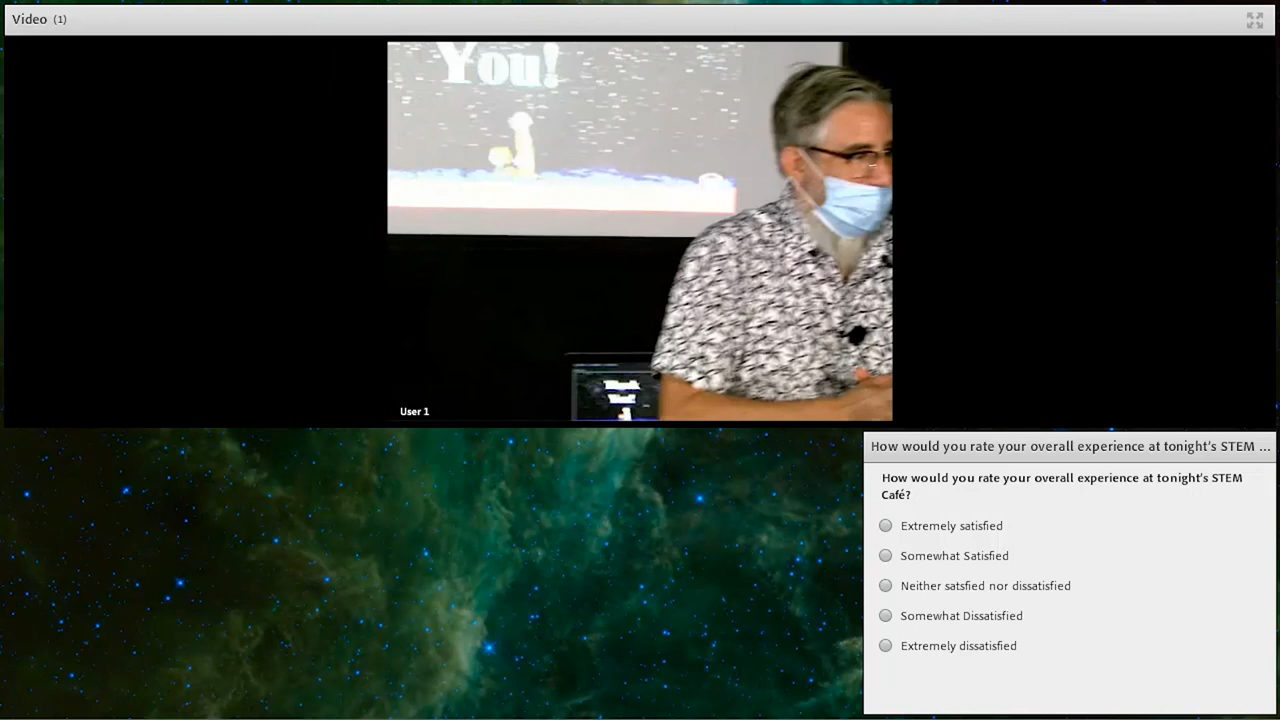 Video (1)
You!
User 1
How would you rate your overall experience at tonight's STEM ...
How would you rate your overall experience at tonight's STEM
Café?
Extremely satisfied
Somewhat Satisfied
Neither satsfied nor dissatisfied
Somewhat Dissatisfied
Extremely dissatisfied